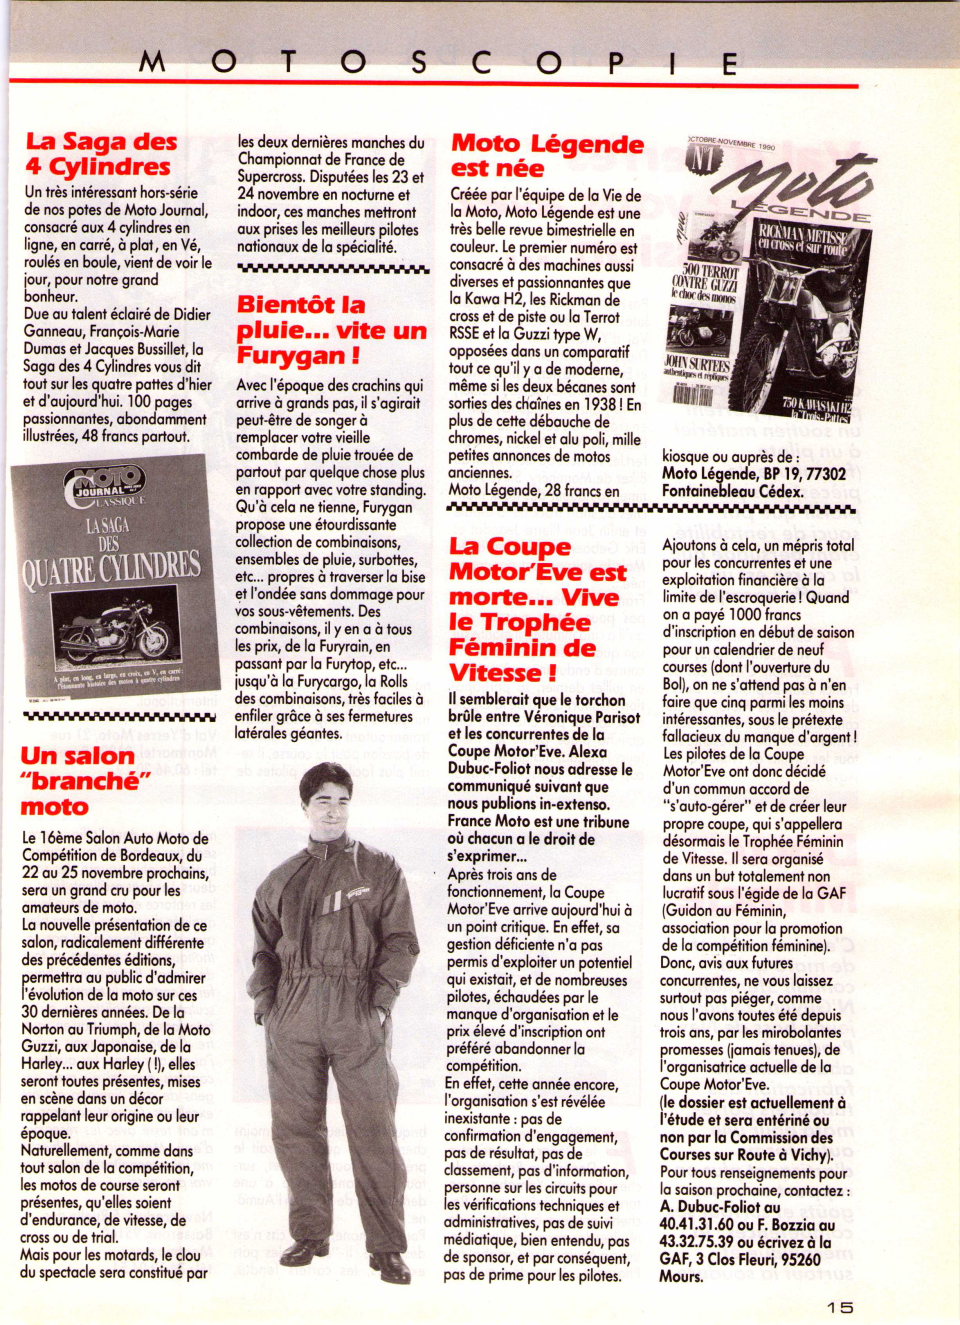 MOTOSCOPIE
La Saga des
4 Cylindres
Un très intéressant hors-série
de nos potes de Moto Journal,
consacré aux 4 cylindres en
ligne, en carré, à plat, en Vé,
roulés en boule, vient de voir le
jour, pour notre grand
bonheur.
Due au talent éclairé de Didier
Ganneau, François-Marie
Dumas et Jacques Bussillet, la
Saga des 4 Cylindres vous dit
tout sur les quatre pattes d'hier
et d'aujourd'hui. 100 pages
passionnantes, abondamment
illustrées, 48 francs partout.
MOTO
JOURNAL
CLASSIQUE
LA SAGA
DES
QUATRE CYLINDRES
A plat, en long, en large, en croix, en V, en carré:
l'étonnante histoire des motos à quatre cylindres
Un salon
"branché"
moto
Le 16ème Salon Auto Moto de
Compétition de Bordeaux, du
22 au 25 novembre prochains,
sera un grand cru pour les
amateurs de moto.
La nouvelle présentation de ce
salon, radicalement différente
des précédentes éditions,
permettra au public d'admirer
l'évolution de la moto sur ces
30 dernières années. De la
Norton au Triumph, de la Moto
Guzzi, aux Japonaise, de la
Harley... aux Harley (!), elles
seront toutes présentes, mises
en scène dans un décor
rappelant leur origine ou leur
époque.
Naturellement, comme dans
tout salon de la compétition,
les motos de course seront
présentes, qu'elles soient
d'endurance, de vitesse, de
cross ou de trial.
Mais pour les motards, le clou
du spectacle sera constitué par
les deux dernières manches du
Championnat de France de
Supercross. Disputées les 23 et
24 novembre en nocturne et
indoor, ces manches mettront
aux prises les meilleurs pilotes
nationaux de la spécialité.
Bientôt la
pluie... vite un
Furygan !
Avec l'époque des crachins qui
arrive à grands pas, il s'agirait
peut-être de songer à
remplacer votre vieille
combarde de pluie trouée de
partout par quelque chose plus
en rapport avec votre standing.
Qu'à cela ne tienne, Furygan
propose une étourdissante
collection de combinaisons,
ensembles de pluie, surbottes,
etc... propres à traverser la bise
et l'ondée sans dommage pour
vos sous-vêtements. Des
combinaisons, il y en a à tous
les prix, de la Furyrain, en
passant par la Furytop, etc...
jusqu'à la Furycargo, la Rolls
des combinaisons, très faciles à
enfiler grâce à ses fermetures
latérales géantes.
Moto Légende
est née
Créée par l'équipe de la Vie de
la Moto, Moto Légende est une
très belle revue bimestrielle en
couleur. Le premier numéro est
consacré à des machines aussi
diverses et passionnantes que
la Kawa H2, les Rickman de
cross et de piste ou la Terrot
RSSE et la Guzzi type W,
opposées dans un comparatif
tout ce qu'il y a de moderne,
même si les deux bécanes sont
sorties des chaînes en 1938 ! En
plus de cette débauche de
chromes, nickel et alu poli, mille
petites annonces de motos
anciennes.
Moto Légende, 28 francs en
OCTOBRE-NOVEMBRE 1990
N°1
Moto
LEGENDE
RICKMAN METISSE
en cross et sur route
500 TERROT
CONTRE GUZZI
le choc des monos
JOHN SURTEES
authentiques et répliques
750 KAWASAKI H2
la Trois-Pattes
kiosque ou auprès de :
Moto Légende, BP 19, 77302
Fontainebleau Cédex.
La Coupe
Motor'Eve est
morte... Vive
le Trophée
Féminin de
Vitesse !
Il semblerait que le torchon
brûle entre Véronique Parisot
et les concurrentes de la
Coupe Motor'Eve. Alexa
Dubuc-Foliot nous adresse le
communiqué suivant que
nous publions in-extenso.
France Moto est une tribune
où chacun a le droit de
s'exprimer...
Après trois ans de
fonctionnement, la Coupe
Motor'Eve arrive aujourd'hui à
un point critique. En effet, sa
gestion déficiente n'a pas
permis d'exploiter un potentiel
qui existait, et de nombreuses
pilotes, échaudées par le
manque d'organisation et le
prix élevé d'inscription ont
préféré abandonner la
compétition.
En effet, cette année encore,
l'organisation s'est révélée
inexistante : pas de
confirmation d'engagement,
pas de résultat, pas de
classement, pas d'information,
personne sur les circuits pour
les vérifications techniques et
administratives, pas de suivi
médiatique, bien entendu, pas
de sponsor, et par conséquent,
pas de prime pour les pilotes.
Ajoutons à cela, un mépris total
pour les concurrentes et une
exploitation financière à la
limite de l'escroquerie ! Quand
on a payé 1000 francs
d'inscription en début de saison
pour un calendrier de neuf
courses (dont l'ouverture du
Bol), on ne s'attend pas à n'en
faire que cinq parmi les moins
intéressantes, sous le prétexte
fallacieux du manque d'argent !
Les pilotes de la Coupe
Motor'Eve ont donc décidé
d'un commun accord de
"s'auto-gérer" et de créer leur
propre coupe, qui s'appellera
désormais le Trophée Féminin
de Vitesse. Il sera organisé
dans un but totalement non
lucratif sous l'égide de la GAF
(Guidon au Féminin,
association pour la promotion
de la compétition féminine).
Donc, avis aux futures
concurrentes, ne vous laissez
surtout pas piéger, comme
nous l'avons toutes été depuis
trois ans, par les mirobolantes
promesses (jamais tenues), de
l'organisatrice actuelle de la
Coupe Motor'Eve.
(le dossier est actuellement à
l'étude et sera entériné ou
non par la Commission des
Courses sur Route à Vichy).
Pour tous renseignements pour
la saison prochaine, contactez :
A. Dubuc-Foliot au
40.41.31.60 ou F. Bozzia au
43.32.75.39 ou écrivez à la
GAF, 3 Clos Fleuri, 95260
Mours.
15